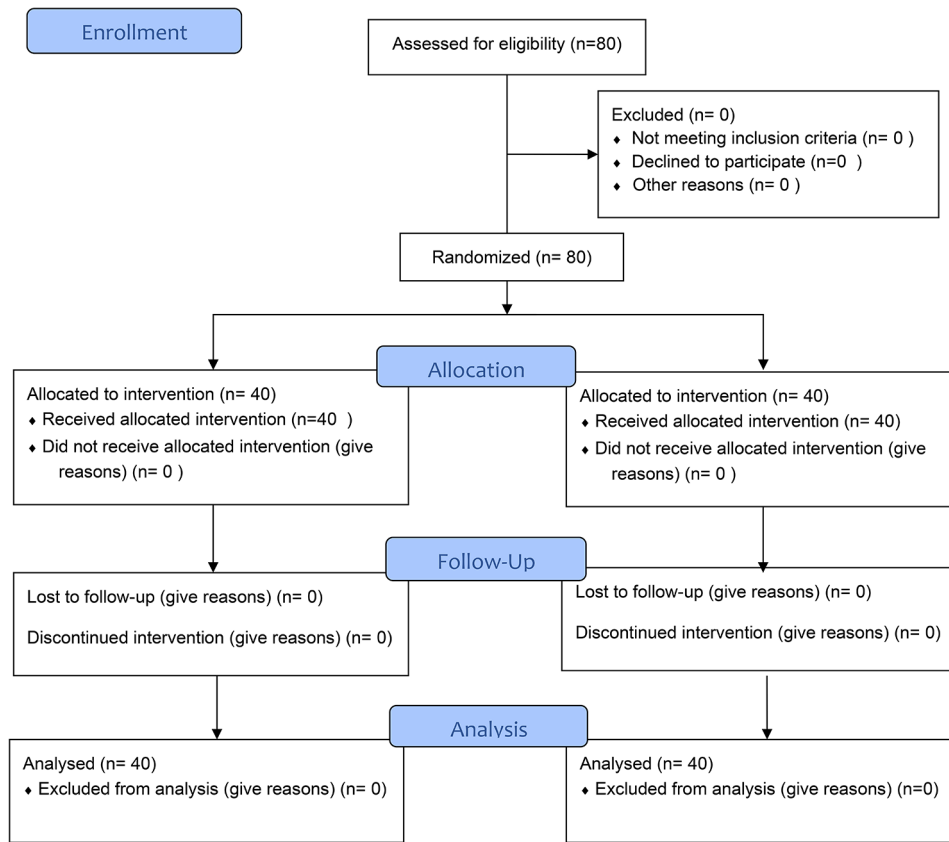 Enrollment
Assessed for eligibility (n=80)
Excluded (n= 0)
♦ Not meeting inclusion criteria (n= 0 )
♦ Declined to participate (n=0 )
♦ Other reasons (n= 0 )
Randomized (n= 80)
Allocation
Allocated to intervention (n= 40)
♦ Received allocated intervention (n=40 )
♦ Did not receive allocated intervention (give
reasons) (n= 0 )
Allocated to intervention (n= 40)
♦ Received allocated intervention (n= 40)
♦ Did not receive allocated intervention (give
reasons) (n= 0 )
Follow-Up
Lost to follow-up (give reasons) (n= 0)
Discontinued intervention (give reasons) (n= 0)
Lost to follow-up (give reasons) (n= 0)
Discontinued intervention (give reasons) (n= 0)
Analysis
Analysed (n= 40)
♦ Excluded from analysis (give reasons) (n= 0)
Analysed (n= 40)
♦ Excluded from analysis (give reasons) (n=0)